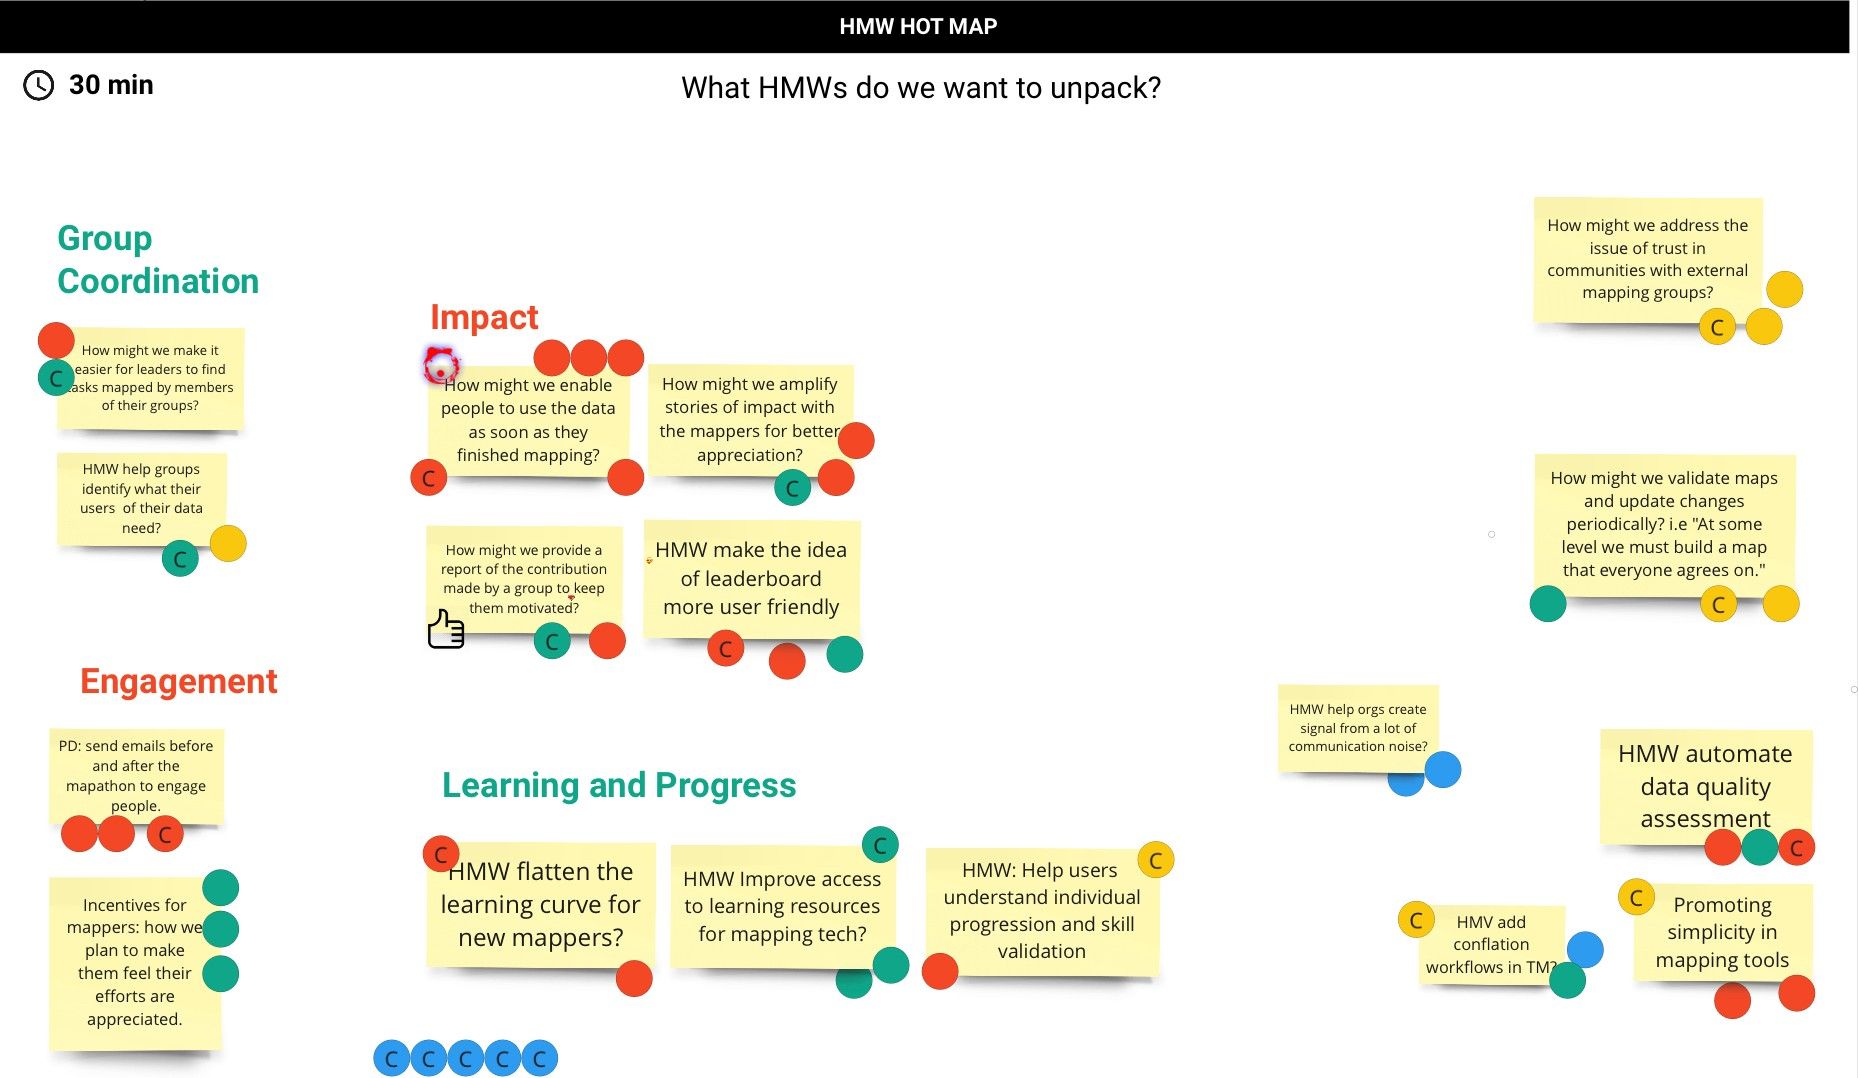 HMW HOT MAP
30 min
What HMWs do we want to unpack?
Group
Coordination
C
How might we make it
easier for leaders to find
tasks mapped by members
of their groups?
HMW help groups
identify what their
users of their data
need?
C
Impact
How might we enable
people to use the data
as soon as they
finished mapping?
C
How might we amplify
stories of impact with
the mappers for better
appreciation?
C
How might we provide a
report of the contribution
made by a group to keep
them motivated?
C
HMW make the idea
of leaderboard
more user friendly
C
How might we address the
issue of trust in
communities with external
mapping groups?
C
How might we validate maps
and update changes
periodically? i.e "At some
level we must build a map
that everyone agrees on."
C
Engagement
PD: send emails before
and after the
mapathon to engage
people.
C
Incentives for
mappers: how we
plan to make
them feel their
efforts are
appreciated.
Learning and Progress
C
HMW flatten the
learning curve for
new mappers?
C
HMW Improve access
to learning resources
for mapping tech?
C
HMW: Help users
understand individual
progression and skill
validation
HMW help orgs create
signal from a lot of
communication noise?
HMW automate
data quality
assessment
C
C
HMV add
conflation
workflows in TM?
C
Promoting
simplicity in
mapping tools
C C C C C